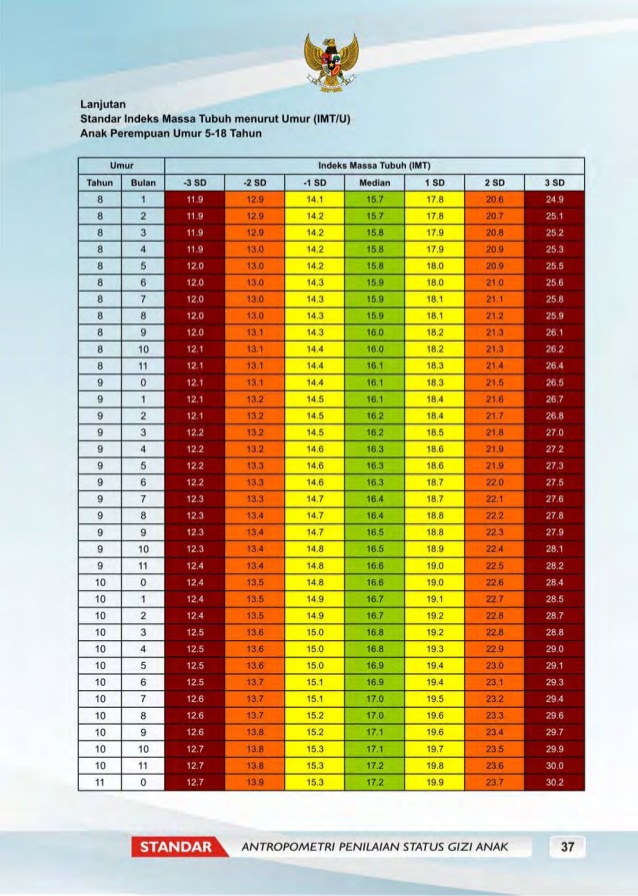 Lanjutan
Standar Indeks Massa Tubuh menurut Umur (IMT/U)
Anak Perempuan Umur 5-18 Tahun
Umur Indeks Massa Tubuh (IMT)
Tahun Bulan -3 SD -2 SD -1 SD Median 1 SD 2 SD 3 SD
8 1 11.9 12.9 14.1 15.7 17.8 20.6 24.9
8 2 11.9 12.9 14.2 15.7 17.8 20.7 25.1
8 3 11.9 12.9 14.2 15.8 17.9 20.8 25.2
8 4 11.9 13.0 14.2 15.8 17.9 20.9 25.3
8 5 12.0 13.0 14.2 15.8 18.0 20.9 25.5
8 6 12.0 13.0 14.3 15.9 18.0 21.0 25.6
8 7 12.0 13.0 14.3 15.9 18.1 21.1 25.8
8 8 12.0 13.0 14.3 15.9 18.1 21.2 25.9
8 9 12.0 13.1 14.3 16.0 18.2 21.3 26.1
8 10 12.1 13.1 14.4 16.0 18.2 21.3 26.2
8 11 12.1 13.1 14.4 16.1 18.3 21.4 26.4
9 0 12.1 13.1 14.4 16.1 18.3 21.5 26.5
9 1 12.1 13.2 14.5 16.1 18.4 21.6 26.7
9 2 12.1 13.2 14.5 16.2 18.4 21.7 26.8
9 3 12.2 13.2 14.5 16.2 18.5 21.8 27.0
9 4 12.2 13.2 14.6 16.3 18.6 21.9 27.2
9 5 12.2 13.3 14.6 16.3 18.6 21.9 27.3
9 6 12.2 13.3 14.6 16.3 18.7 22.0 27.5
9 7 12.3 13.3 14.7 16.4 18.7 22.1 27.6
9 8 12.3 13.4 14.7 16.4 18.8 22.2 27.8
9 9 12.3 13.4 14.7 16.5 18.8 22.3 27.9
9 10 12.3 13.4 14.8 16.5 18.9 22.4 28.1
9 11 12.4 13.4 14.8 16.6 19.0 22.5 28.2
10 0 12.4 13.5 14.8 16.6 19.0 22.6 28.4
10 1 12.4 13.5 14.9 16.7 19.1 22.7 28.5
10 2 12.4 13.5 14.9 16.7 19.2 22.8 28.7
10 3 12.5 13.6 15.0 16.8 19.2 22.8 28.8
10 4 12.5 13.6 15.0 16.8 19.3 22.9 29.0
10 5 12.5 13.6 15.0 16.9 19.4 23.0 29.1
10 6 12.5 13.7 15.1 16.9 19.4 23.1 29.3
10 7 12.6 13.7 15.1 17.0 19.5 23.2 29.4
10 8 12.6 13.7 15.2 17.0 19.6 23.3 29.6
10 9 12.6 13.8 15.2 17.1 19.6 23.4 29.7
10 10 12.7 13.8 15.3 17.1 19.7 23.5 29.9
10 11 12.7 13.8 15.3 17.2 19.8 23.6 30.0
11 0 12.7 13.9 15.3 17.2 19.9 23.7 30.2
STANDAR ANTROPOMETRI PENILAIAN STATUS GIZI ANAK 37